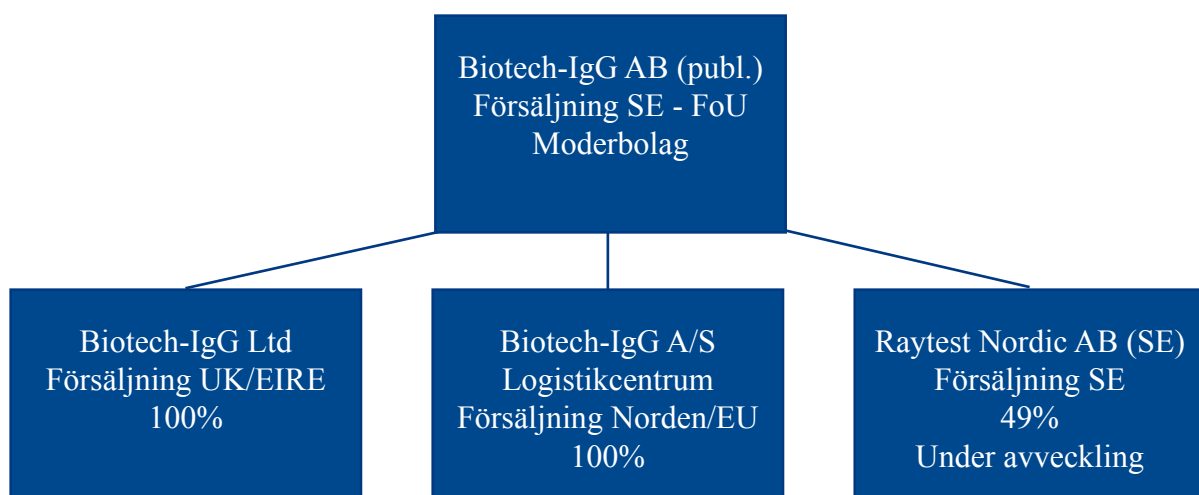 Biotech-IgG AB (publ.)
Försäljning SE - FoU
Moderbolag
Biotech-IgG Ltd
Försäljning UK/EIRE
100%
Biotech-IgG A/S
Logistikcentrum
Försäljning Norden/EU
100%
Raytest Nordic AB (SE)
Försäljning SE
49%
Under avveckling